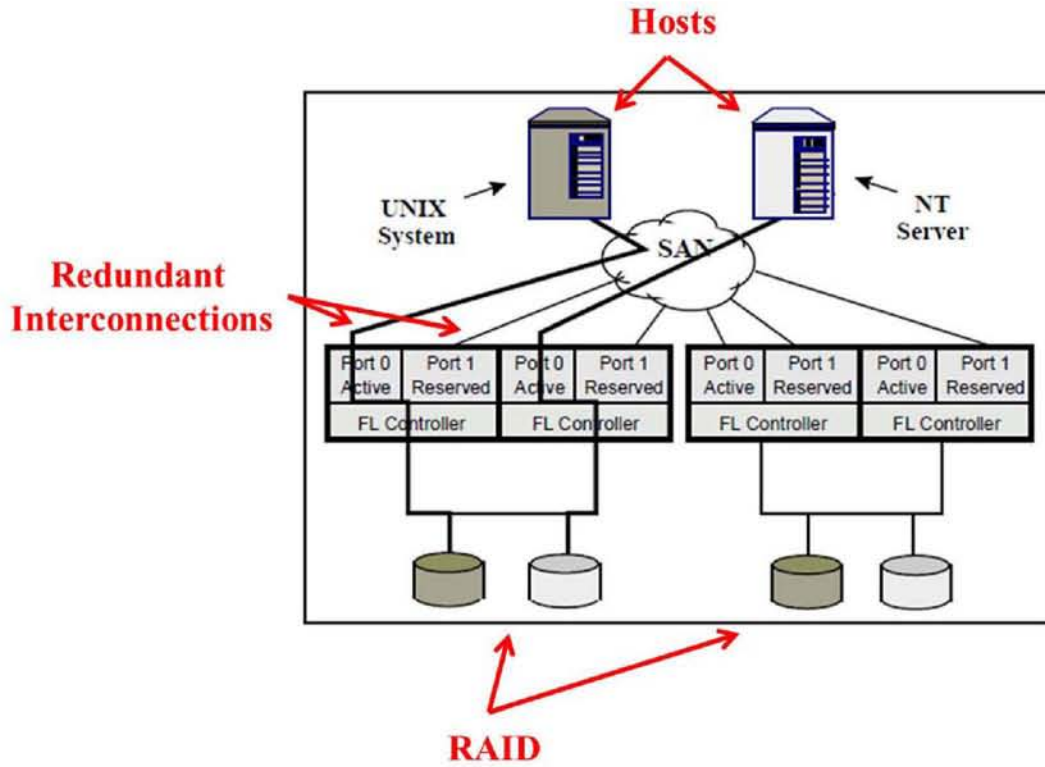 Hosts
UNIX
System
NT
Server
SAN
Redundant
Interconnections
Port 0
Active
Port 1
Reserved
Port 0
Active
Port 1
Reserved
Port 0
Active
Port 1
Reserved
Port 0
Active
Port 1
Reserved
FL Controller
FL Controller
FL Controller
FL Controller
RAID